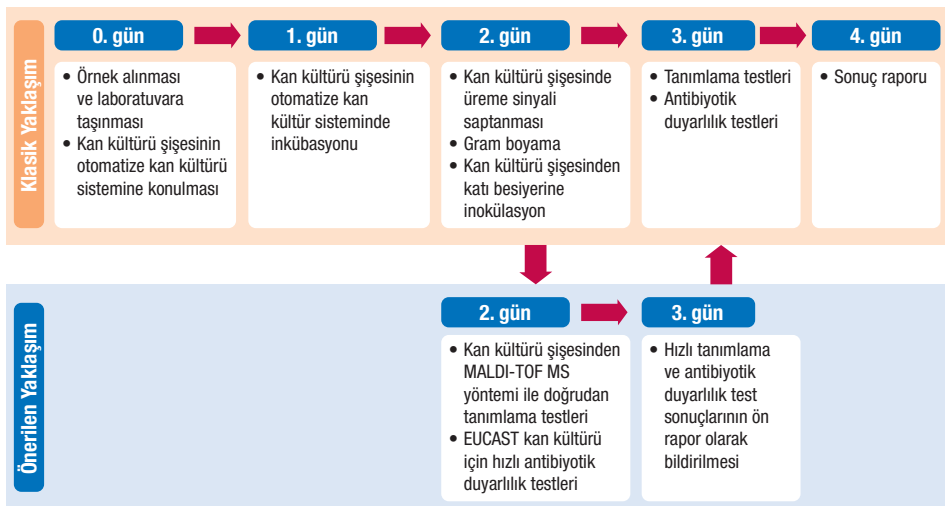 Klasik Yaklaşım
0. gün
• Örnek alınması
ve laboratuvara
taşınması
• Kan kültürü şişesinin
otomatize kan kültürü
sistemine konulması
1. gün
• Kan kültürü şişesinin
otomatize kan
kültür sisteminde
inkübasyonu
2. gün
• Kan kültürü şişesinde
üreme sinyali
saptanması
• Gram boyama
• Kan kültürü şişesinden
katı besiyerine
inokülasyon
3. gün
• Tanımlama testleri
• Antibiyotik
duyarlılık testleri
4. gün
• Sonuç raporu
Önerilen Yaklaşım
2. gün
• Kan kültürü şişesinden
MALDI-TOF MS
yöntemi ile doğrudan
tanımlama testleri
• EUCAST kan kültürü
için hızlı antibiyotik
duyarlılık testleri
3. gün
• Hızlı tanımlama
ve antibiyotik
duyarlılık test
sonuçlarının ön
rapor olarak
bildirilmesi